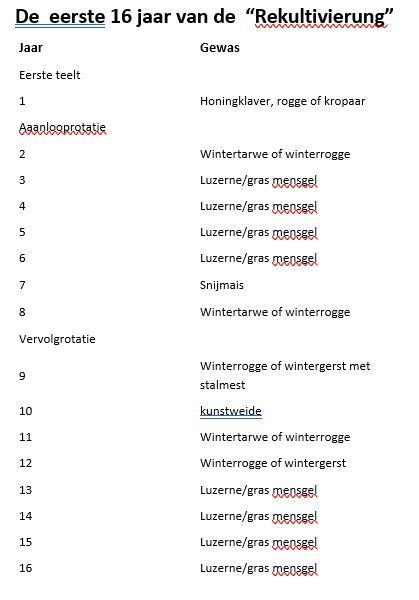 De eerste 16 jaar van de “Rekultivierung”
Jaar Gewas
Eerste teelt
1 Honingklaver, rogge of kropaar
Aaanlooprotatie
2 Wintertarwe of winterrogge
3 Luzerne/gras mensgel
4 Luzerne/gras mensgel
5 Luzerne/gras mensgel
6 Luzerne/gras mensgel
7 Snijmais
8 Wintertarwe of winterrogge
Vervolgrotatie
9 Winterrogge of wintergerst met
stalmest
10 kunstweide
11 Wintertarwe of winterrogge
12 Winterrogge of wintergerst
13 Luzerne/gras mensgel
14 Luzerne/gras mensgel
15 Luzerne/gras mensgel
16 Luzerne/gras mensgel